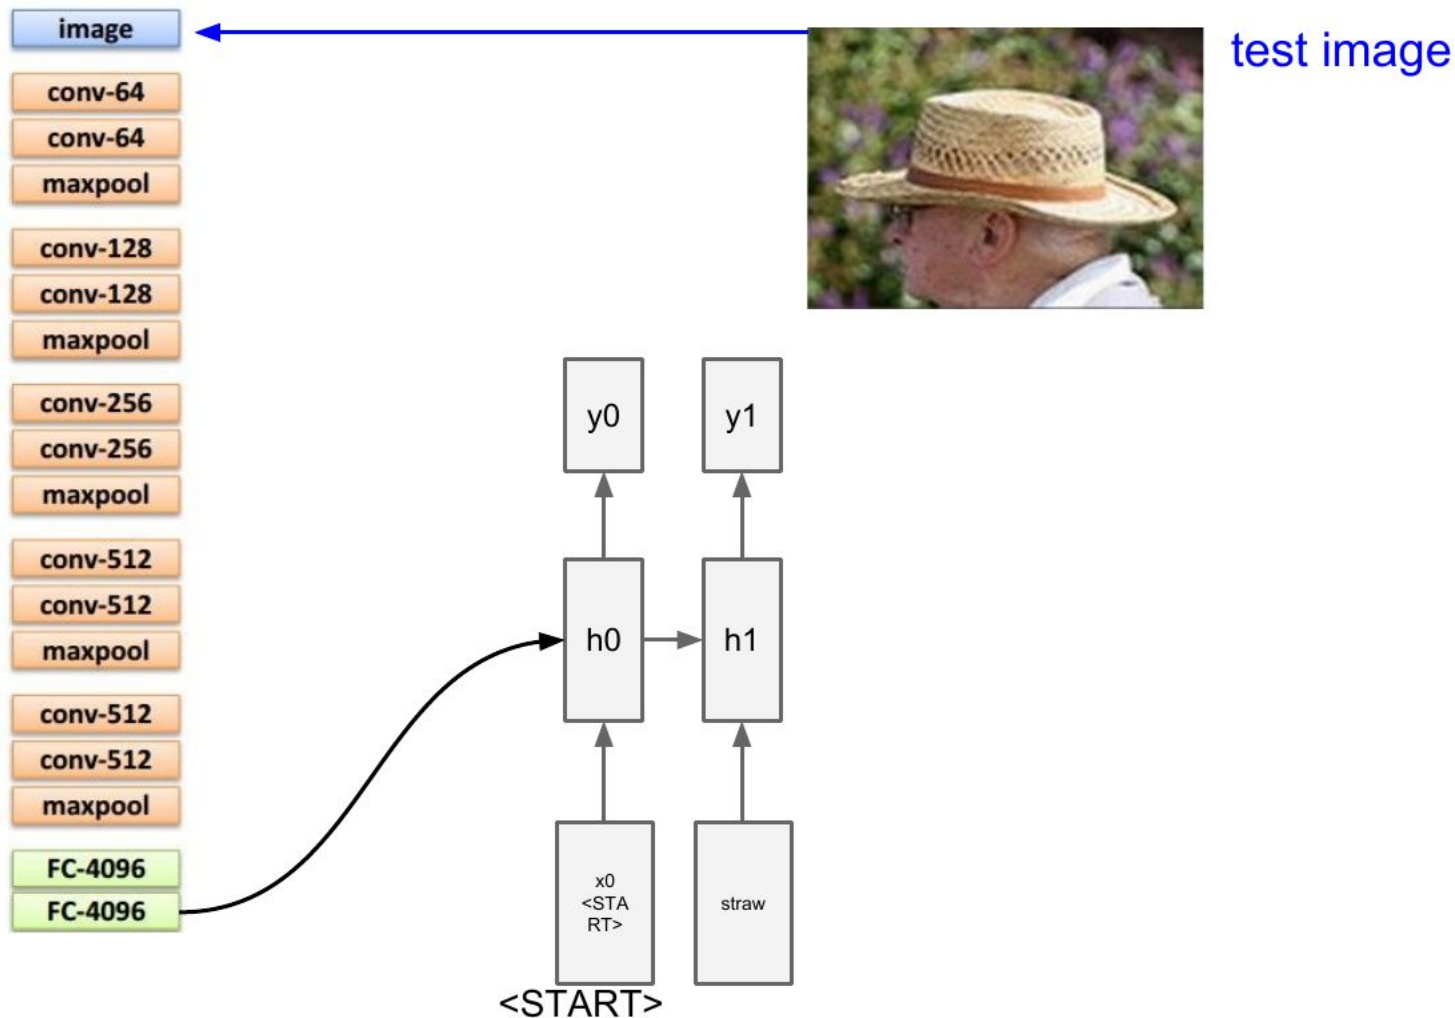 image
conv-64
conv-64
maxpool
conv-128
conv-128
maxpool
conv-256
conv-256
maxpool
conv-512
conv-512
maxpool
conv-512
conv-512
maxpool
FC-4096
FC-4096
test image
y0
y1
h0
h1
x0
<STA
RT>
straw
<START>